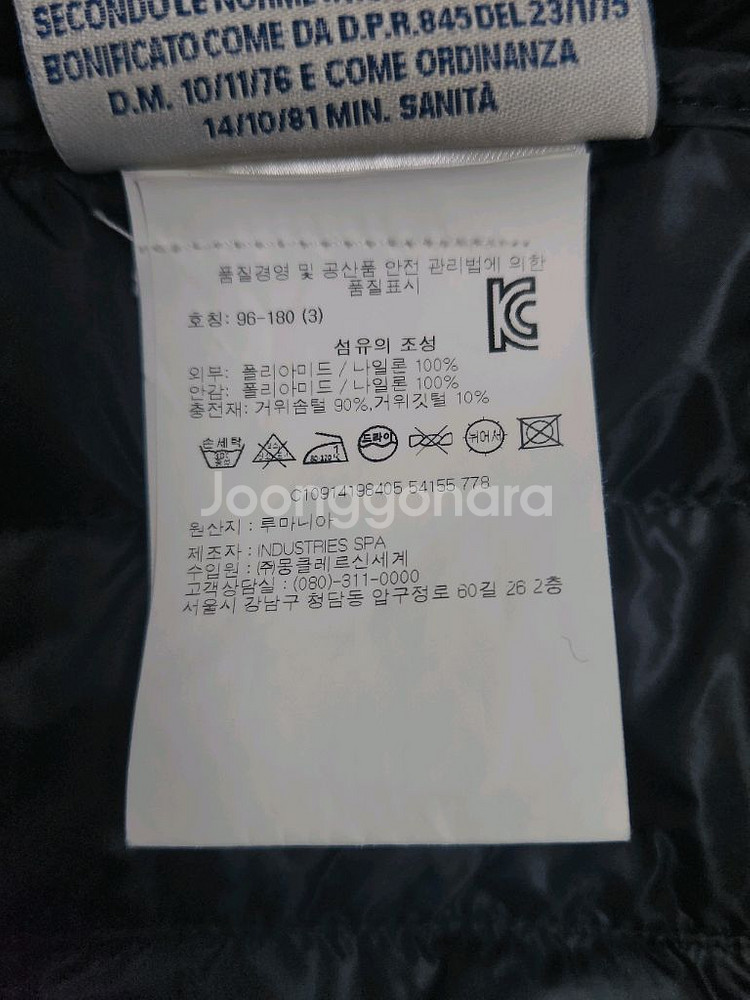 SECONDO LE NORME
BONIFICATO COME DA D.P.R. 845 DEL 23/1/75
D.M. 10/11/76 E COME ORDINANZA
14/10/81 MIN. SANITÀ
품질경영 및 공산품 안전 관리법에 의한
품질표시
호칭: 96-180 (3)
섬유의 조성
외부: 폴리아미드 / 나일론 100%
안감: 폴리아미드 / 나일론 100%
충전재: 거위솜털 90%,거위깃털 10%
손세탁 드라이 뉘어서
C10914198405 54155 778
Joonggonara
원산지 : 루마니아
제조자 : INDUSTRIES SPA
수입원 : ㈜몽클레르신세계
고객상담실 : (080)-311-0000
서울시 강남구 청담동 압구정로 60길 26 2층